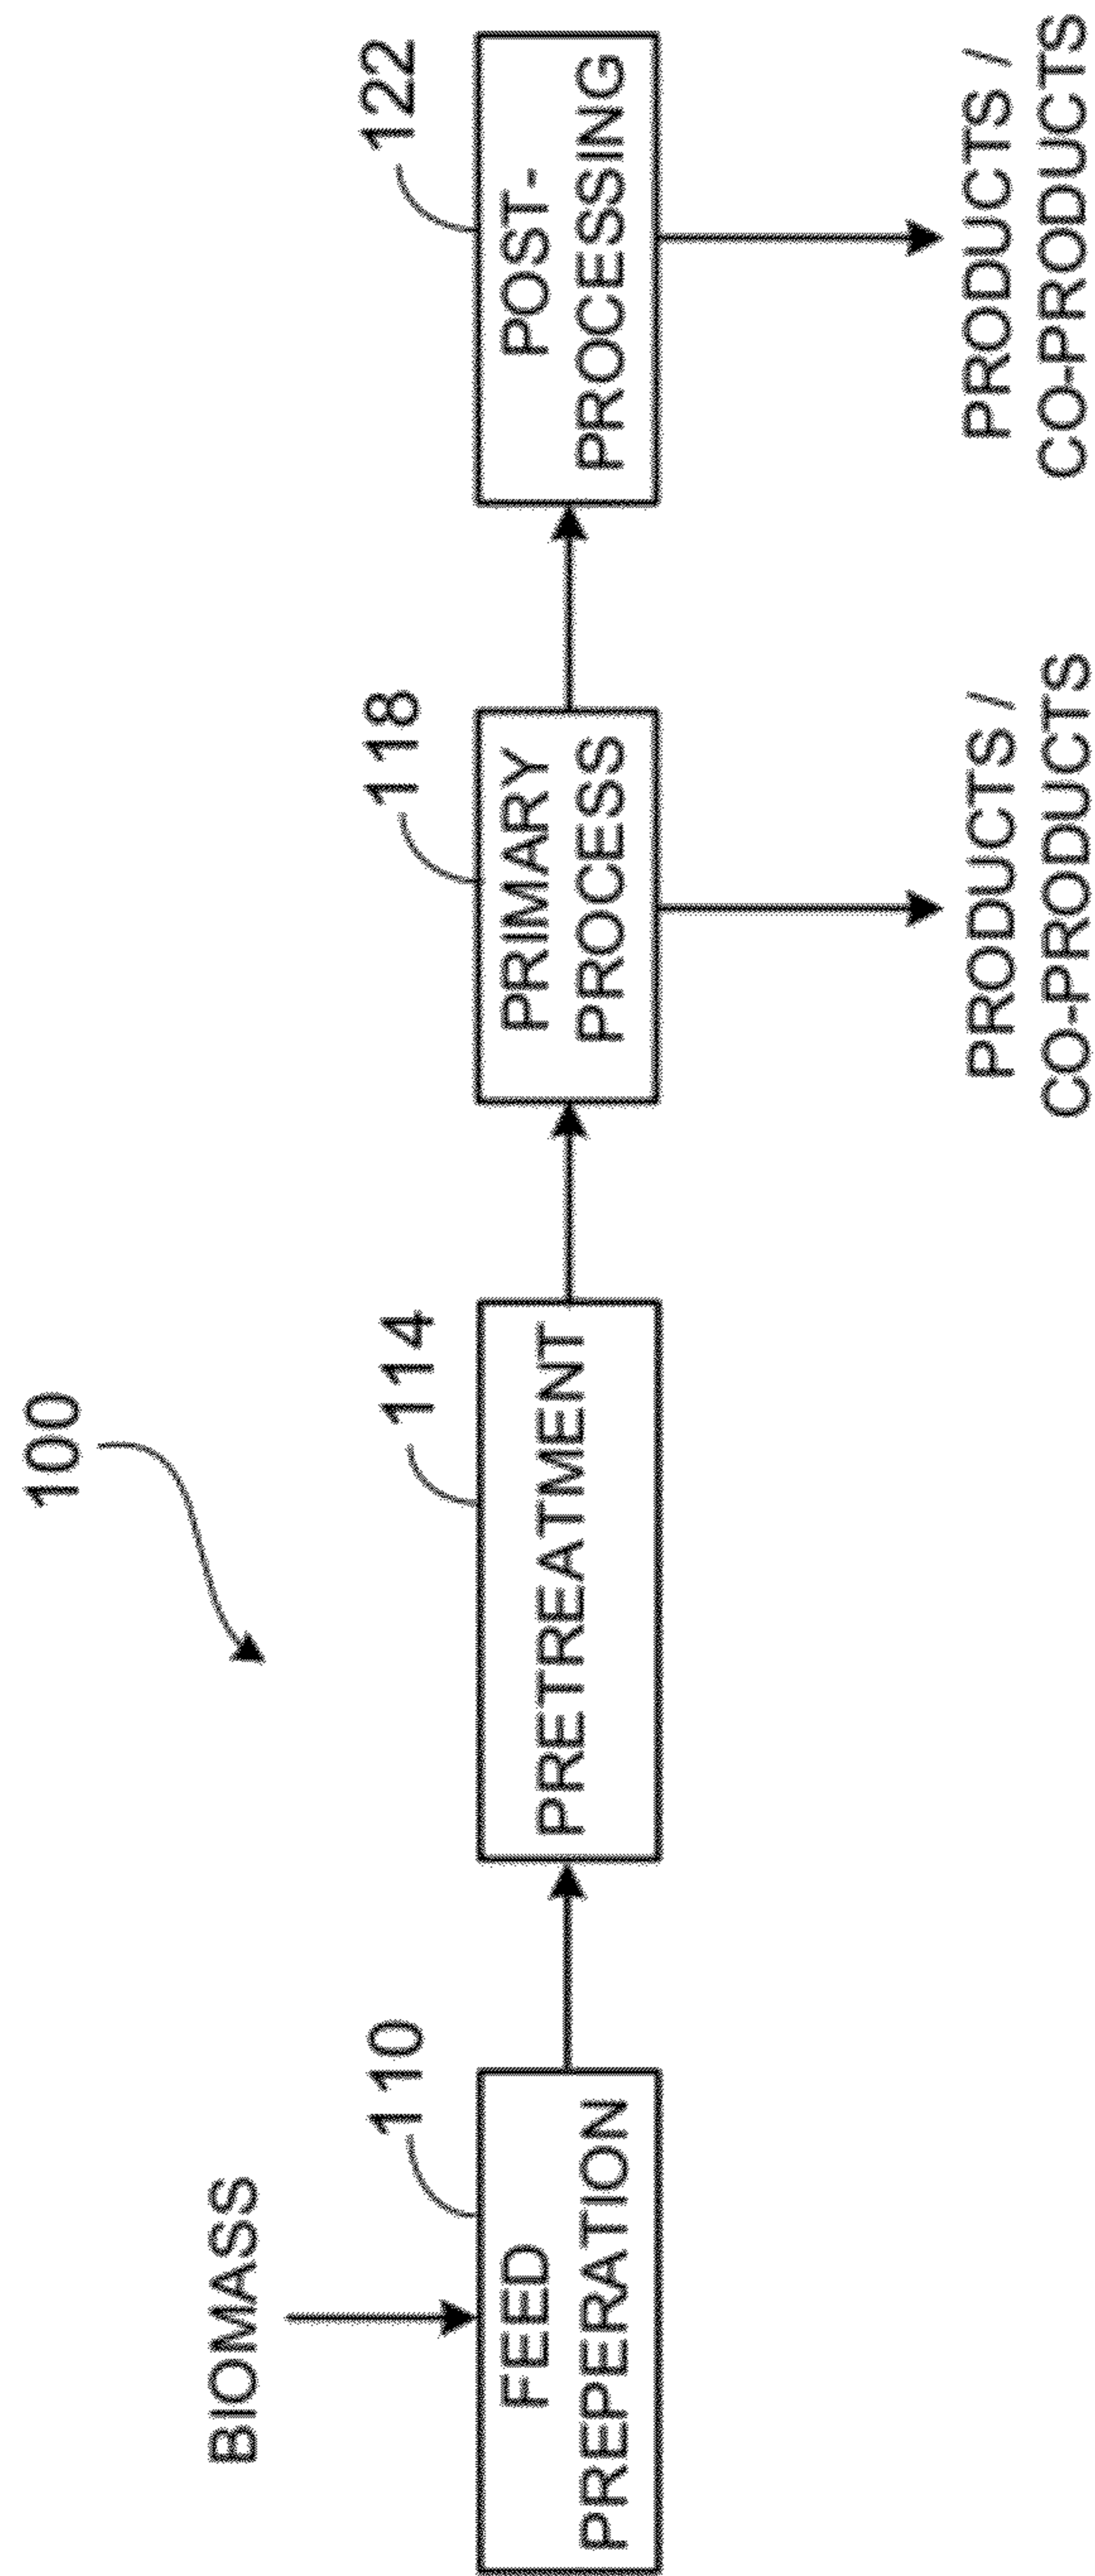 100
BIOMASS
110
FEED
PREPERATION
114
PRETREATMENT
118
PRIMARY
PROCESS
122
POST-
PROCESSING
PRODUCTS /
CO-PRODUCTS
PRODUCTS /
CO-PRODUCTS